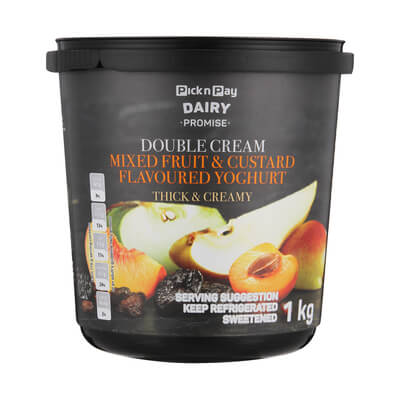 Pick n Pay
DAIRY
·PROMISE·
DOUBLE CREAM
MIXED FRUIT & CUSTARD
FLAVOURED YOGHURT
THICK & CREAMY
SERVING SUGGESTION
KEEP REFRIGERATED
SWEETENED
1 kg